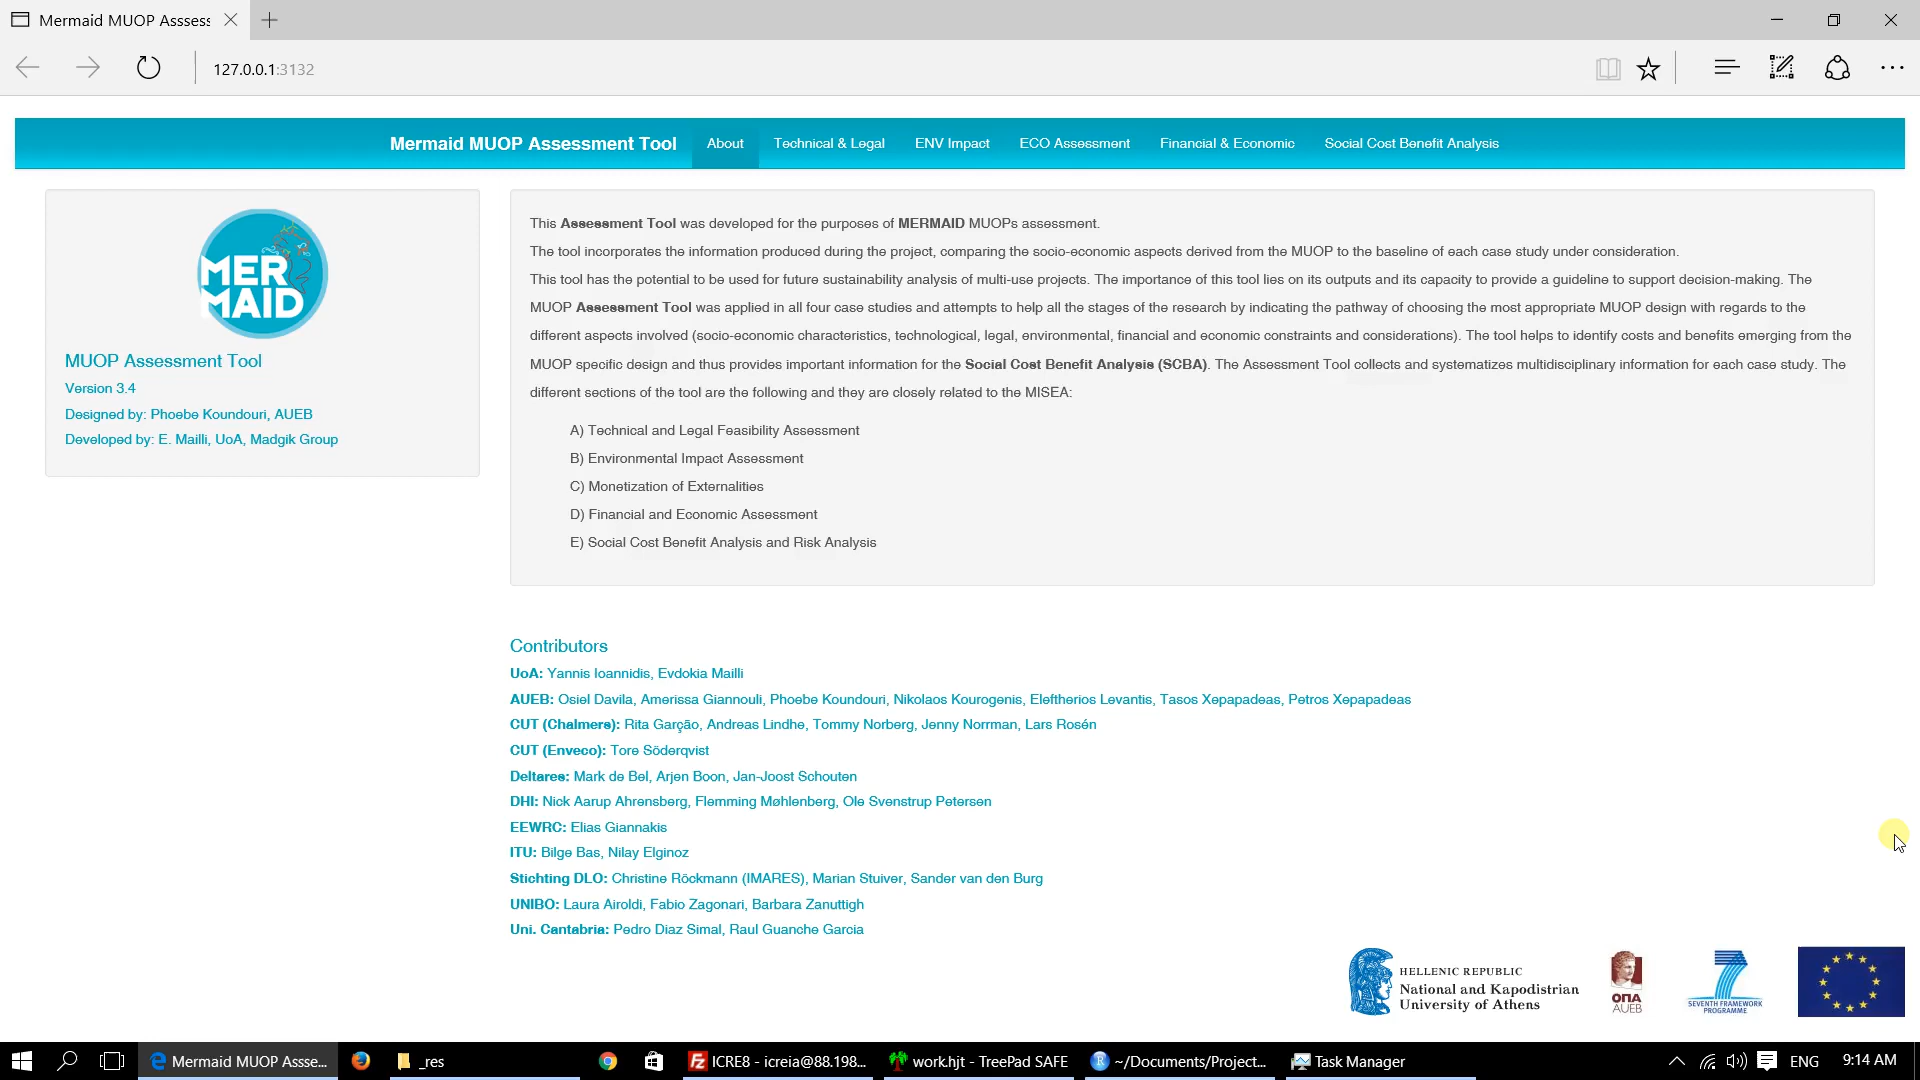 Mermaid MUOP Asssess
127.0.0.1:3132
Mermaid MUOP Assessment Tool About Technical & Legal ENV Impact ECO Assessment Financial & Economic Social Cost Benefit Analysis
MERMAID
MUOP Assessment Tool
Version 3.4
Designed by: Phoebe Koundouri, AUEB
Developed by: E. Mailli, UoA, Madgik Group
This Assessment Tool was developed for the purposes of MERMAID MUOPs assessment.
The tool incorporates the information produced during the project, comparing the socio-economic aspects derived from the MUOP to the baseline of each case study under consideration.
This tool has the potential to be used for future sustainability analysis of multi-use projects. The importance of this tool lies on its outputs and its capacity to provide a guideline to support decision-making. The
MUOP Assessment Tool was applied in all four case studies and attempts to help all the stages of the research by indicating the pathway of choosing the most appropriate MUOP design with regards to the
different aspects involved (socio-economic characteristics, technological, legal, environmental, financial and economic constraints and considerations). The tool helps to identify costs and benefits emerging from the
MUOP specific design and thus provides important information for the Social Cost Benefit Analysis (SCBA). The Assessment Tool collects and systematizes multidisciplinary information for each case study. The
different sections of the tool are the following and they are closely related to the MISEA:
A) Technical and Legal Feasibility Assessment
B) Environmental Impact Assessment
C) Monetization of Externalities
D) Financial and Economic Assessment
E) Social Cost Benefit Analysis and Risk Analysis
Contributors
UoA: Yannis Ioannidis, Evdokia Mailli
AUEB: Osiel Davila, Amerissa Giannouli, Phoebe Koundouri, Nikolaos Kourogenis, Eleftherios Levantis, Tasos Xepapadeas, Petros Xepapadeas
CUT (Chalmers): Rita Garção, Andreas Lindhe, Tommy Norberg, Jenny Norrman, Lars Rosén
CUT (Enveco): Tore Söderqvist
Deltares: Mark de Bel, Arjen Boon, Jan-Joost Schouten
DHI: Nick Aarup Ahrensberg, Flemming Møhlenberg, Ole Svenstrup Petersen
EEWRC: Elias Giannakis
ITU: Bilge Bas, Nilay Elginoz
Stichting DLO: Christine Röckmann (IMARES), Marian Stuiver, Sander van den Burg
UNIBO: Laura Airoldi, Fabio Zagonari, Barbara Zanuttigh
Uni. Cantabria: Pedro Diaz Simal, Raul Guanche Garcia
HELLENIC REPUBLIC
National and Kapodistrian
University of Athens
ΟΠΑ
AUEB
SEVENTH FRAMEWORK
PROGRAMME
Mermaid MUOP Assse... _res ICRE8 - icreia@88.198... work.hjt - TreePad SAFE ~/Documents/Project... Task Manager ENG 9:14 AM